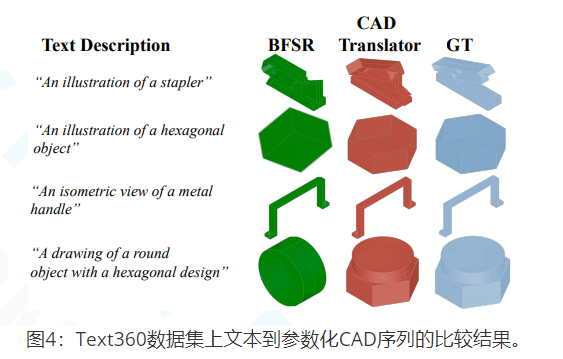 Text Description BFSR CAD Translator GT
“An illustration of a stapler”
“An illustration of a hexagonal
object”
“An isometric view of a metal
handle”
“A drawing of a round
object with a hexagonal design”
图4：Text360数据集上文本到参数化CAD序列的比较结果。